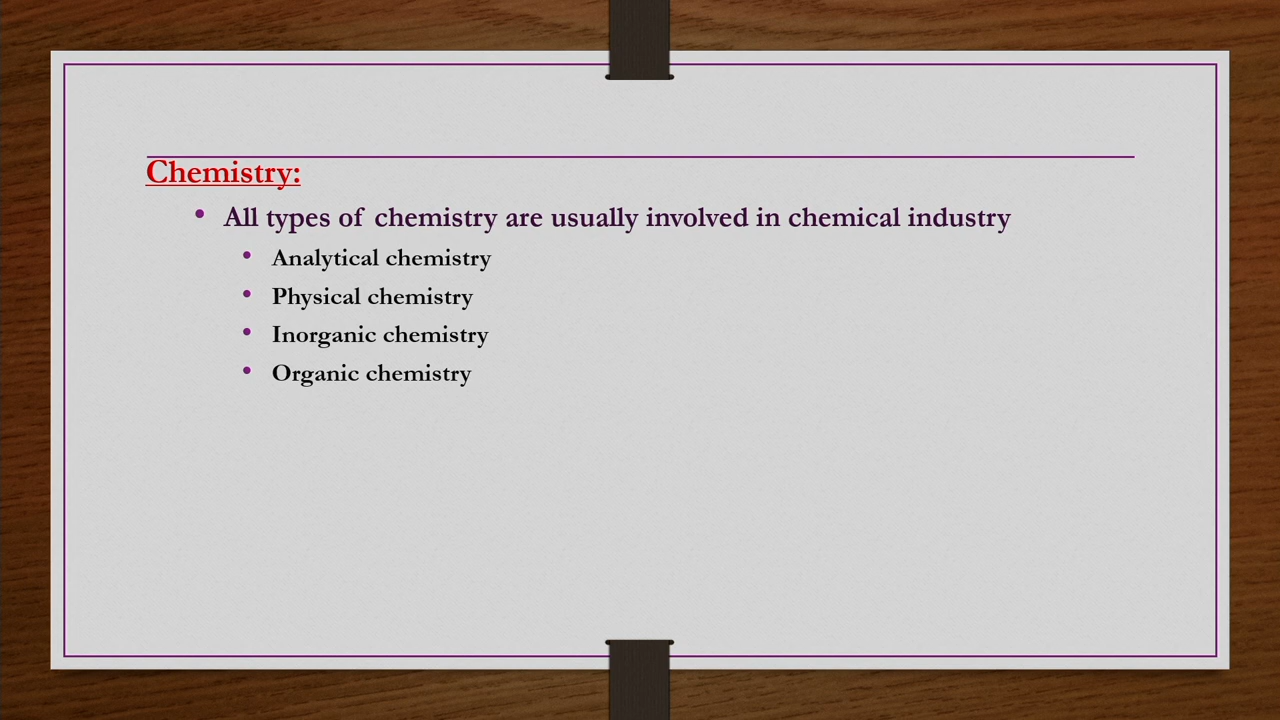 Chemistry:
• All types of chemistry are usually involved in chemical industry
• Analytical chemistry
• Physical chemistry
• Inorganic chemistry
• Organic chemistry